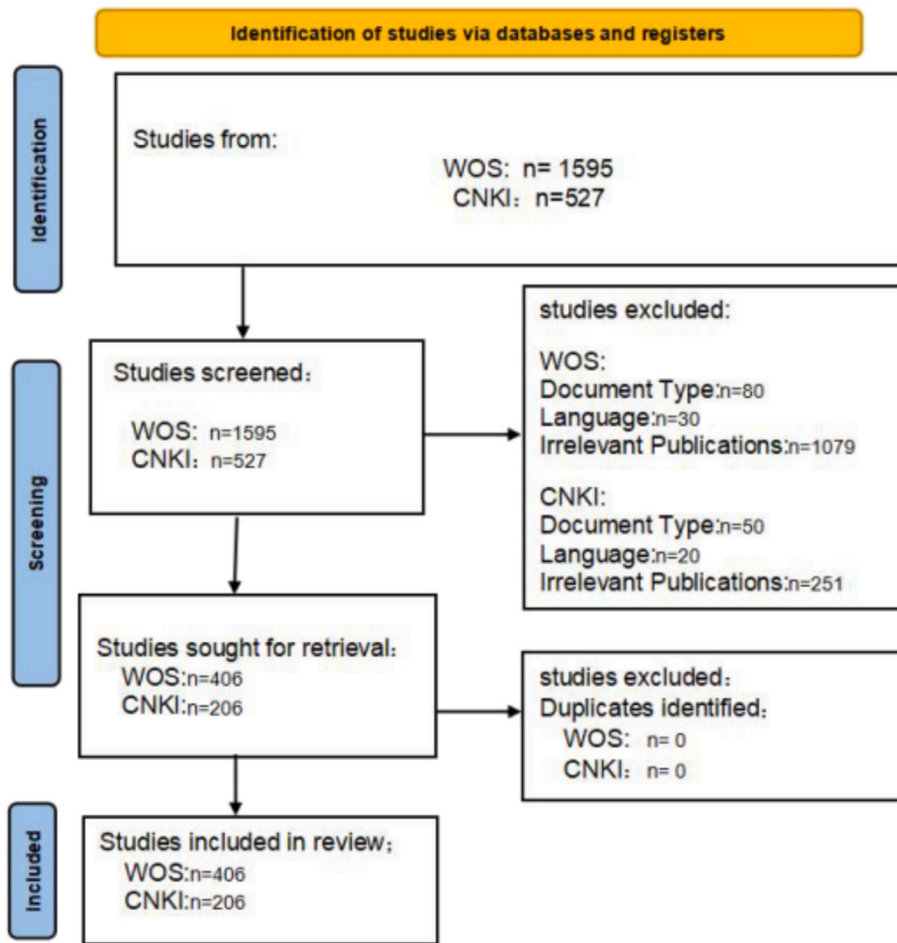 Identification of studies via databases and registers
Identification
Studies from:
WOS: n= 1595
CNKI：n=527
Screening
Studies screened：
WOS: n=1595
CNKI：n=527
studies excluded:
WOS:
Document Type:n=80
Language:n=30
Irrelevant Publications:n=1079
CNKI:
Document Type:n=50
Language:n=20
Irrelevant Publications:n=251
Studies sought for retrieval：
WOS:n=406
CNKI:n=206
studies excluded：
Duplicates identified：
WOS: n= 0
CNKI：n= 0
Included
Studies included in review；
WOS:n=406
CNKI:n=206